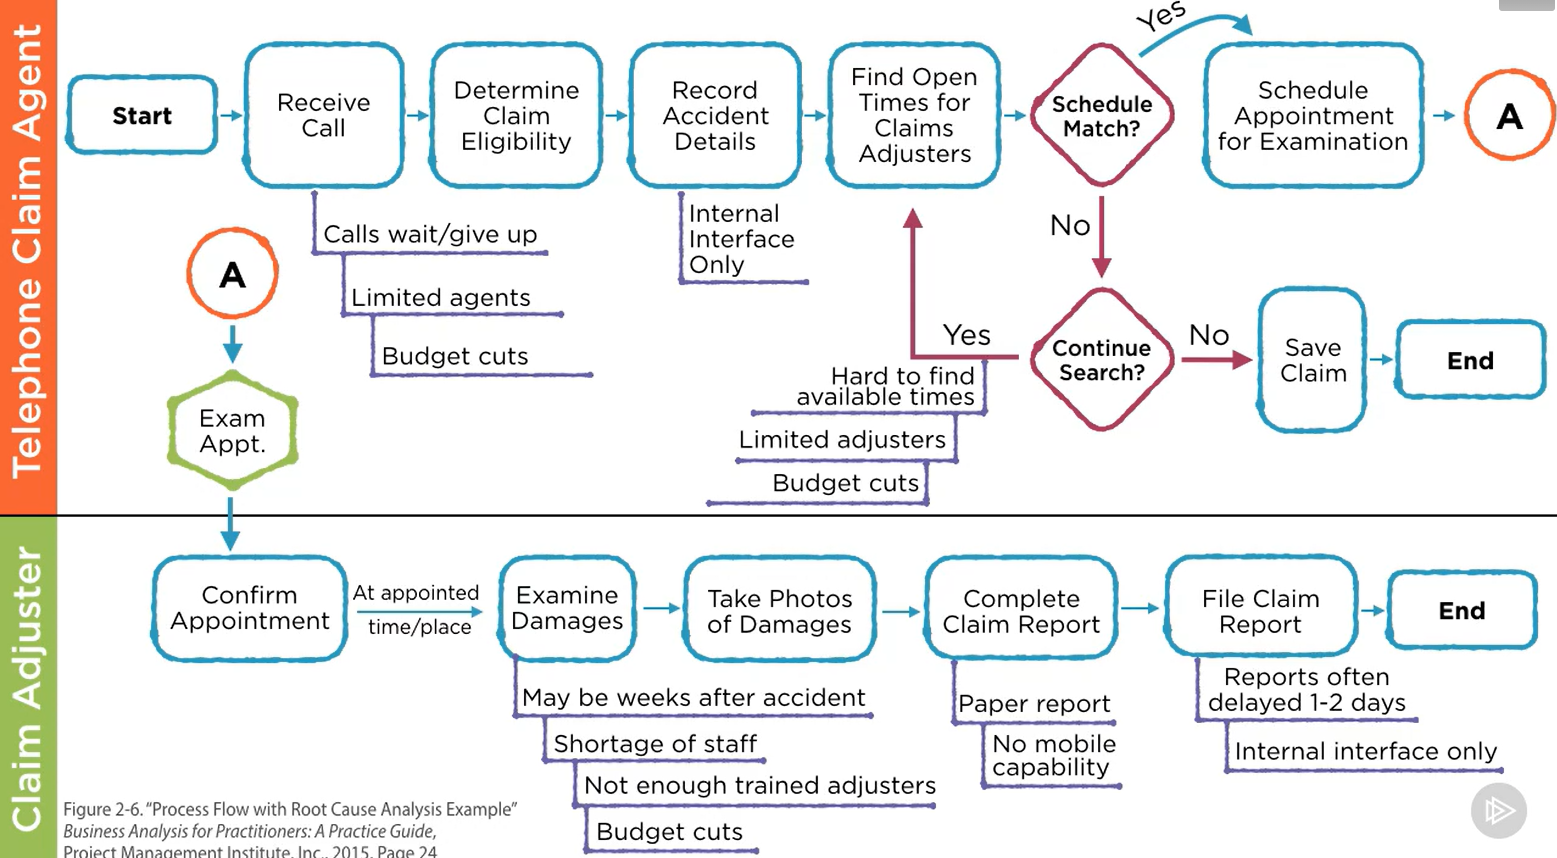 Telephone Claim Agent
Start
Receive
Call
Determine
Claim
Eligibility
Record
Accident
Details
Find Open
Times for
Claims
Adjusters
Schedule
Match?
Yes
Schedule
Appointment
for Examination
A
Calls wait/give up
Limited agents
Budget cuts
Internal
Interface
Only
No
Continue
Search?
Yes
Hard to find
available times
Limited adjusters
Budget cuts
No
Save
Claim
End
A
Exam
Appt.
Claim Adjuster
Confirm
Appointment
At appointed
time/place
Examine
Damages
Take Photos
of Damages
Complete
Claim Report
File Claim
Report
End
May be weeks after accident
Shortage of staff
Not enough trained adjusters
Budget cuts
Paper report
No mobile
capability
Reports often
delayed 1-2 days
Internal interface only
Figure 2-6. “Process Flow with Root Cause Analysis Example”
Business Analysis for Practitioners: A Practice Guide,
Project Management Institute, Inc., 2015, Page 24